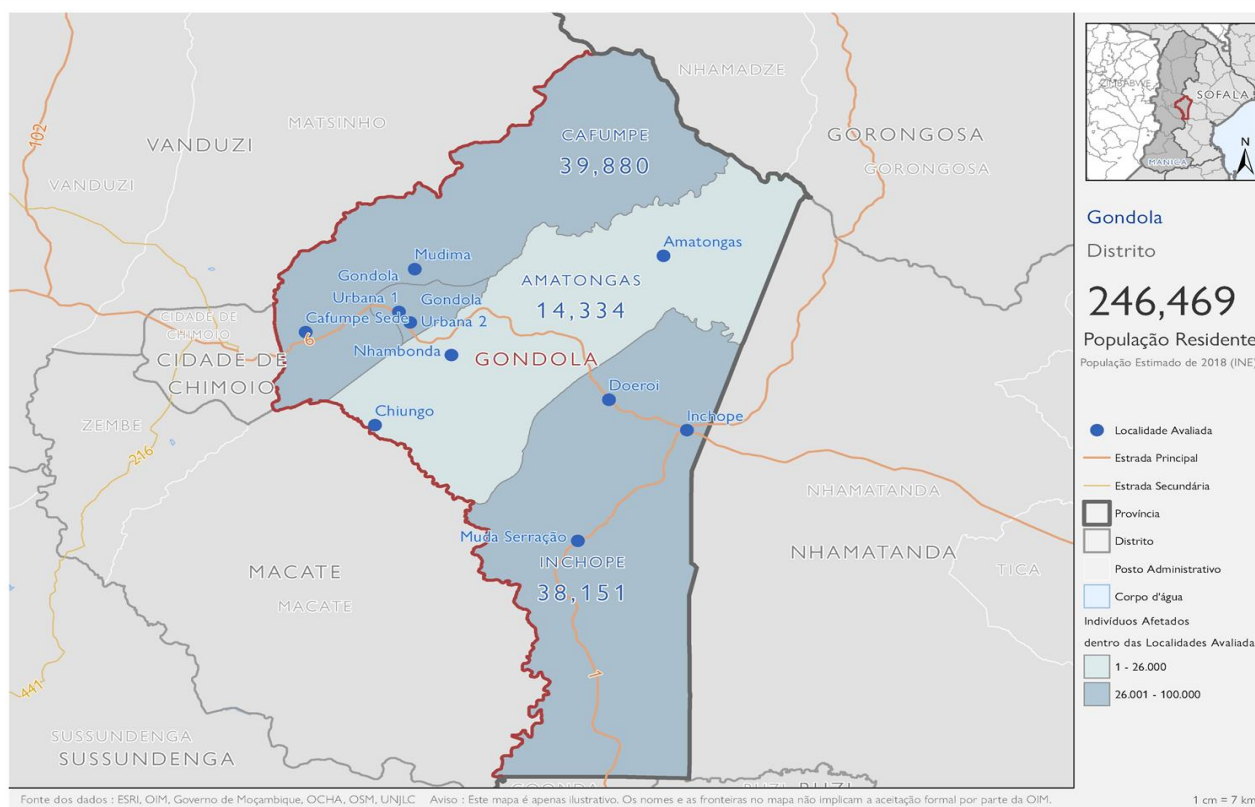 NHAMADZE
MATSINHO
VANDUZI
102
VANDUZI
CAFUMPE
39,880
GORONGOSA
GORONGOSA
Mudima
Amatongas
Gondola
Urbana 1
Gondola
Urbana 2
AMATONGAS
14,334
Cafumpe Sede
6
CIDADE DE
CHIMOIO
CIDADE DE
CHIMOIO
Nhambonda
GONDOLA
Doeroi
Inchope
Chiungo
ZEMBE
216
NHAMATANDA
NHAMATANDA
TICA
Muda Serração
INCHOPE
38,151
MACATE
MACATE
1
441
SUSSUNDENGA
SUSSUNDENGA
BUZI
ZIMBABWE
SOFALA
MANICA
N
Gondola
Distrito
246,469
População Residente
População Estimado de 2018 (INE)
Localidade Avaliada
Estrada Principal
Estrada Secundária
Província
Distrito
Posto Administrativo
Corpo d'água
Indivíduos Afetados
dentro das Localidades Avaliada
1 - 26.000
26.001 - 100.000
Fonte dos dados : ESRI, OIM, Governo de Moçambique, OCHA, OSM, UNJLC Aviso : Este mapa é apenas ilustrativo. Os nomes e as fronteiras no mapa não implicam a aceitação formal por parte da OIM.
1 cm = 7 km